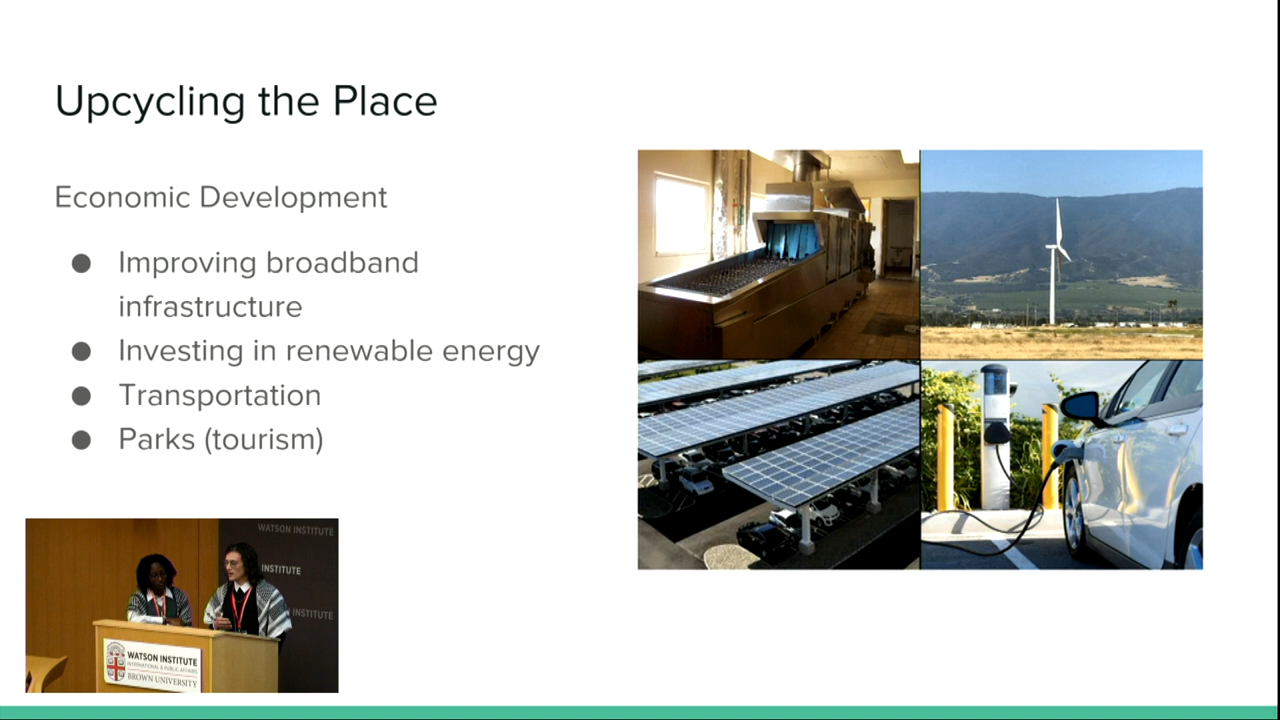 Upcycling the Place
Economic Development
● Improving broadband
infrastructure
● Investing in renewable energy
● Transportation
● Parks (tourism)
WATSON INSTITUTE
INSTITUTE
INSTITUTE
WATSON INSTITUTE
INTERNATIONAL & PUBLIC AFFAIRS
BROWN UNIVERSITY